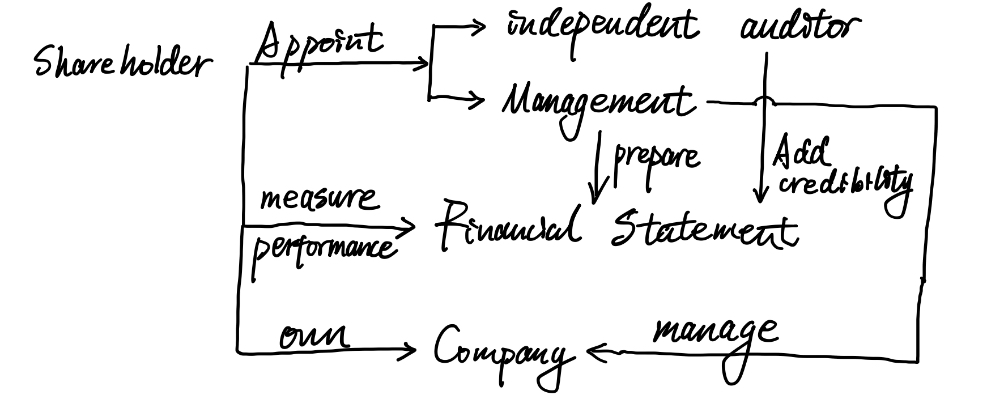 independent auditor
Appoint
Shareholder
Management
prepare
Add
credibility
measure
Financial Statement
performance
own
manage
Company